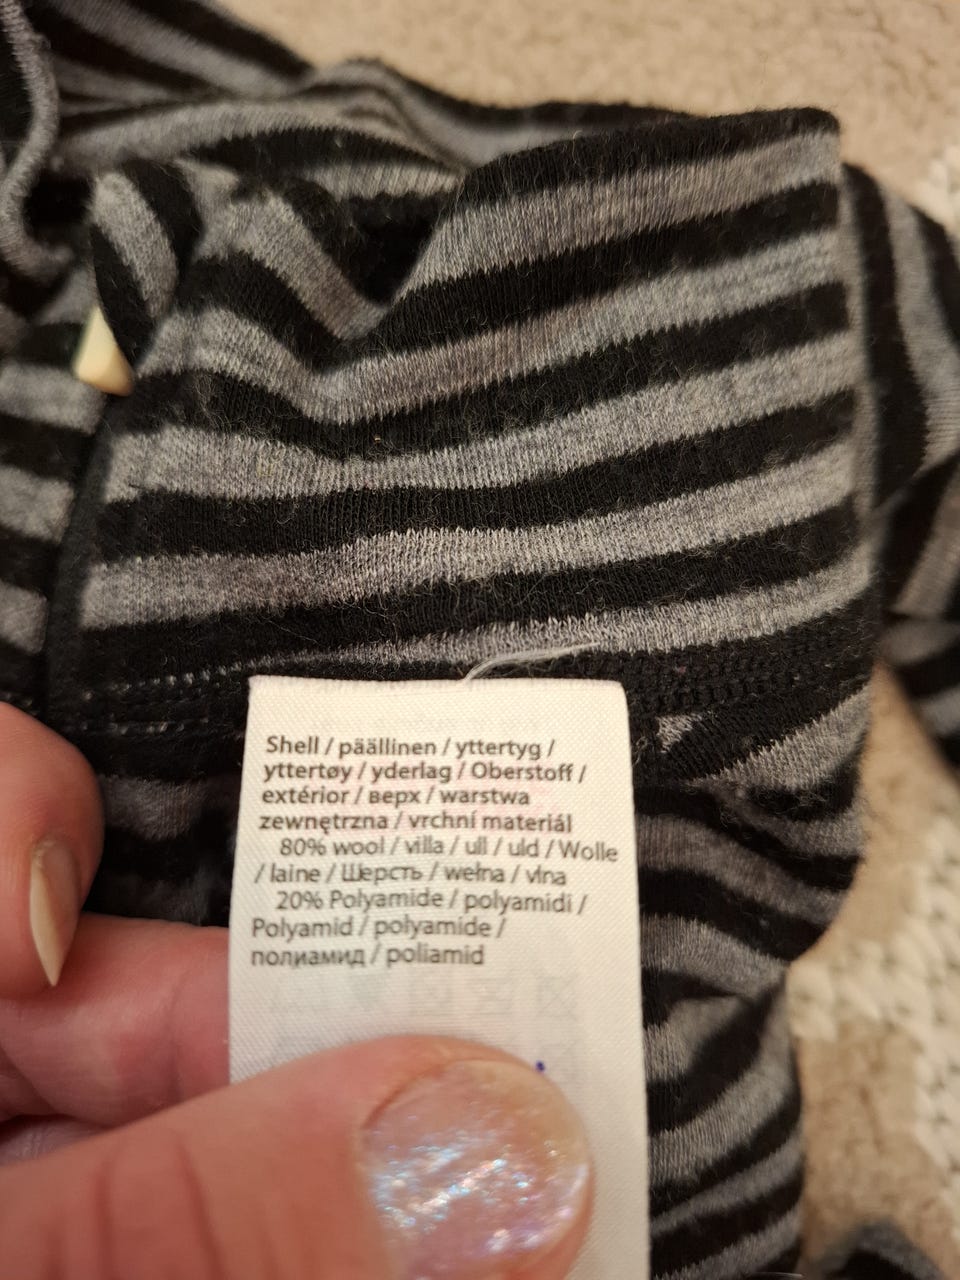 Shell / päällinen / yttertyg /
yttertøy / yderlag / Oberstoff /
extérior / верх / warstwa
zewnętrzna / vrchní materiál
80% wool / villa / ull / uld / Wolle
/ laine / Шерсть / wełna / vlna
20% Polyamide / polyamidi /
Polyamid / polyamide /
полиамид / poliamid